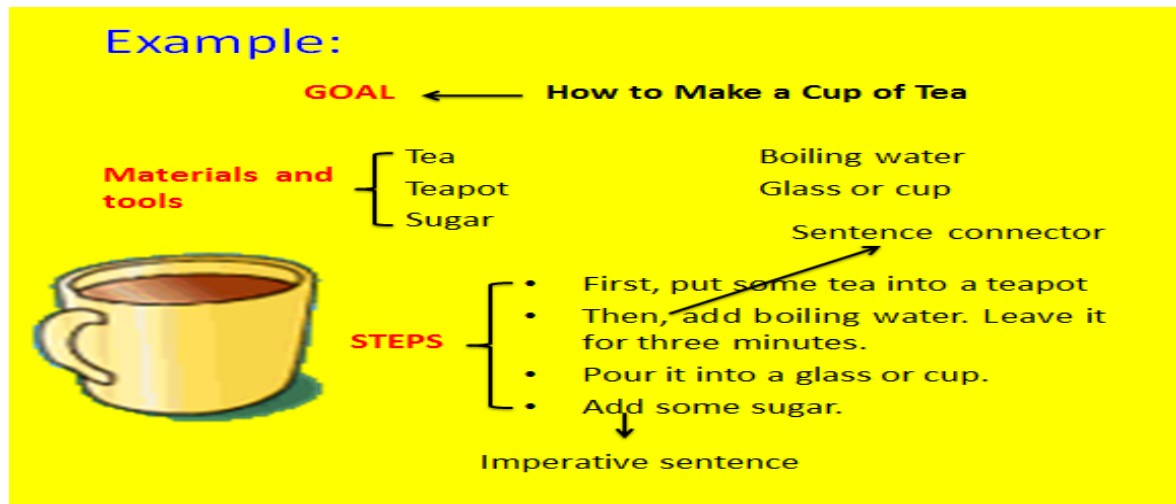 Example:
GOAL How to Make a Cup of Tea
Materials and tools
Tea Boiling water
Teapot Glass or cup
Sugar
Sentence connector
STEPS
• First, put some tea into a teapot
• Then, add boiling water. Leave it
for three minutes.
• Pour it into a glass or cup.
• Add some sugar.
Imperative sentence